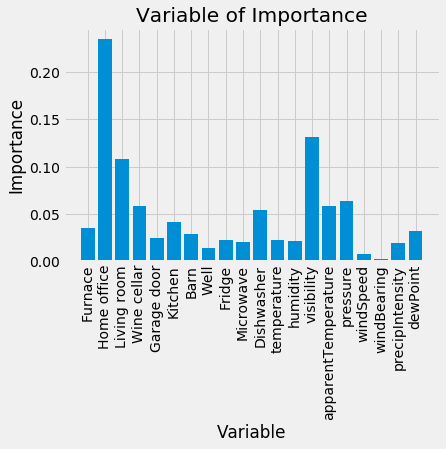 Variable of Importance
Importance
0.20
0.15
0.10
0.05
0.00
Furnace
Home office
Living room
Wine cellar
Garage door
Kitchen
Barn
Well
Fridge
Microwave
Dishwasher
temperature
humidity
visibility
apparentTemperature
pressure
windSpeed
windBearing
precipIntensity
dewPoint
Variable